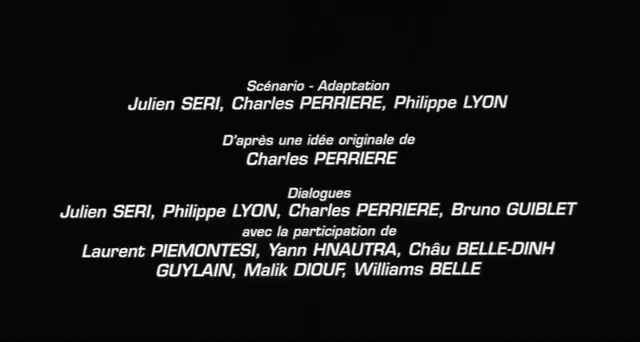 Scénario - Adaptation
Julien SERI, Charles PERRIERE, Philippe LYON
D'après une idée originale de
Charles PERRIERE
Dialogues
Julien SERI, Philippe LYON, Charles PERRIERE, Bruno GUIBLET
avec la participation de
Laurent PIEMONTESI, Yann HNAUTRA, Châu BELLE-DINH
GUYLAIN, Malik DIOUF, Williams BELLE